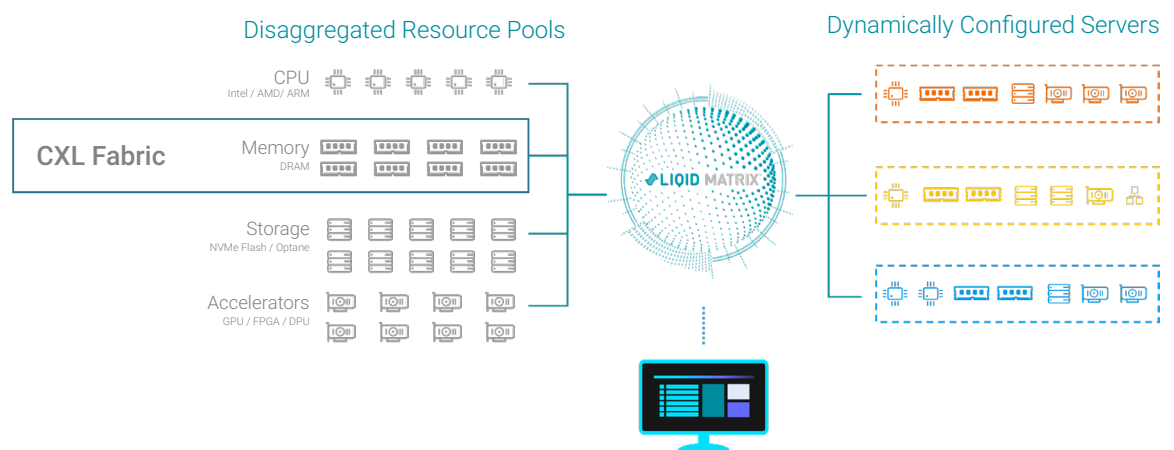 Disaggregated Resource Pools
Dynamically Configured Servers
CPU
Intel / AMD/ ARM
CXL Fabric
Memory
DRAM
LIQID MATRIX
Storage
NVMe Flash / Optane
Accelerators
GPU / FPGA / DPU